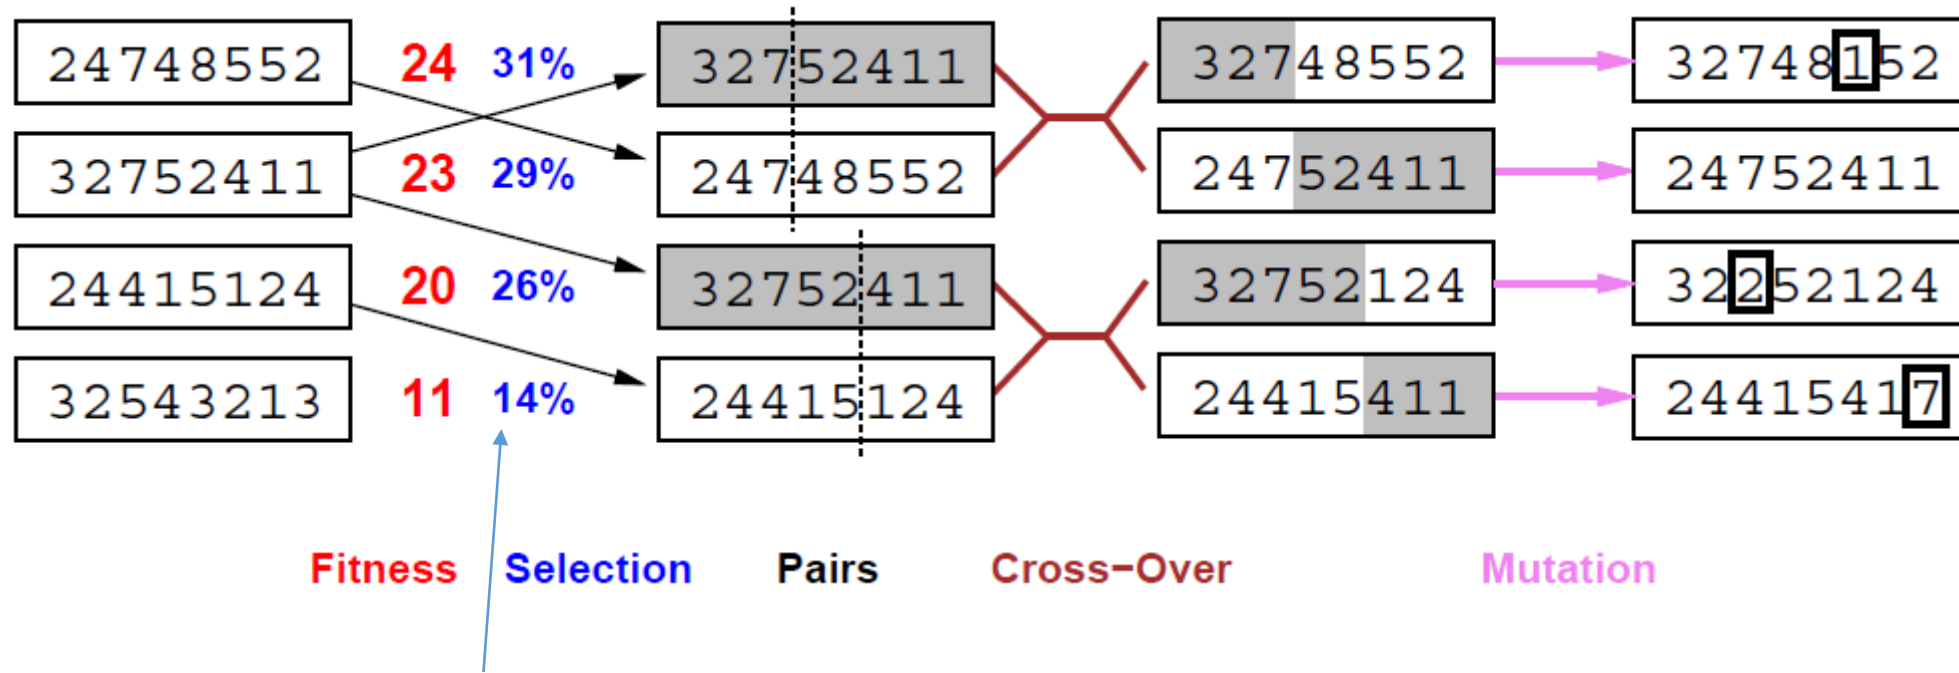 24748552 24 31% 32752411 32748552 32748152
32752411 23 29% 24748552 24752411 24752411
24415124 20 26% 32752411 32752124 32252124
32543213 11 14% 24415124 24415411 24415417
Fitness Selection Pairs Cross–Over Mutation